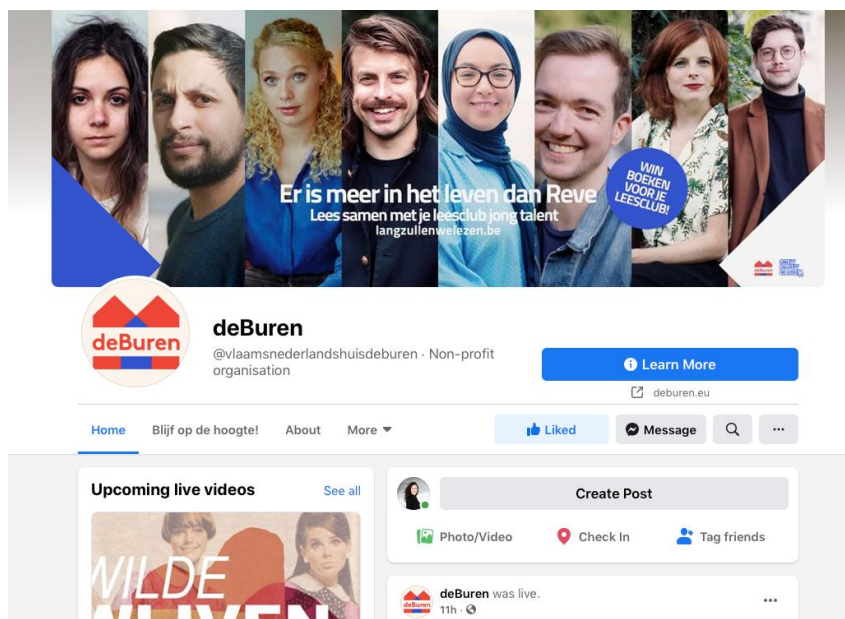 Er is meer in het leven dan Reve
Lees samen met je leesclub jong talent
langzullenwelezen.be
WIN
BOEKEN
VOOR JE
LEESCLUB!
deBuren
deBuren
deBuren
@vlaamsnederlandshuisdeburen · Non-profit
organisation
Learn More
deburen.eu
Home Blijf op de hoogte! About More
Liked Message
Upcoming live videos See all
WILDE
WIJVEN
Create Post
Photo/Video Check In Tag friends
deBuren
deBuren was live.
11h ·